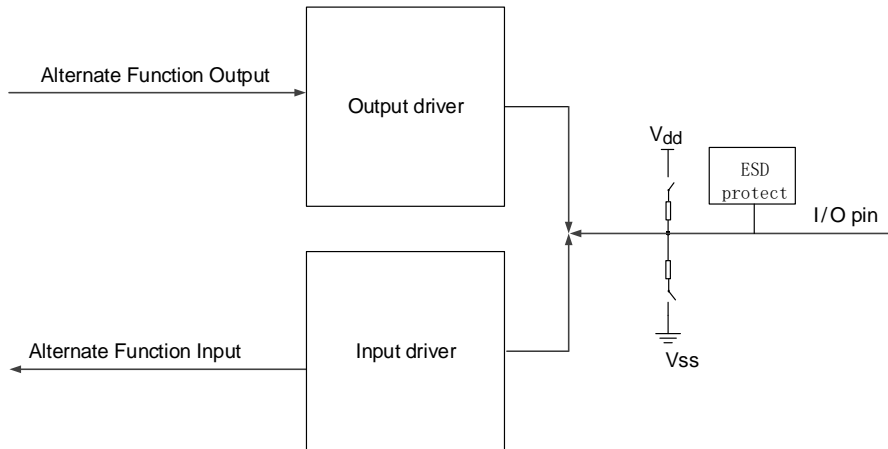 Alternate Function Output
Output driver
Vdd
ESD
protect
I/O pin
Alternate Function Input
Input driver
Vss